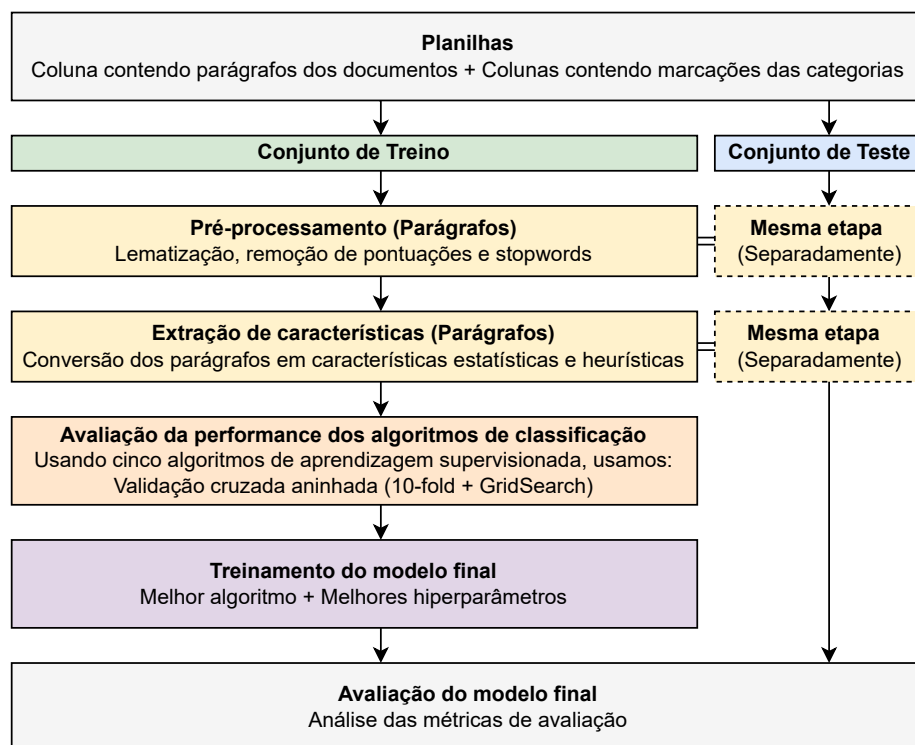 Planilhas
Coluna contendo parágrafos dos documentos + Colunas contendo marcações das categorias
Conjunto de Treino
Conjunto de Teste
Pré-processamento (Parágrafos)
Lematização, remoção de pontuações e stopwords
Mesma etapa
(Separadamente)
Extração de características (Parágrafos)
Conversão dos parágrafos em características estatísticas e heurísticas
Mesma etapa
(Separadamente)
Avaliação da performance dos algoritmos de classificação
Usando cinco algoritmos de aprendizagem supervisionada, usamos:
Validação cruzada aninhada (10-fold + GridSearch)
Treinamento do modelo final
Melhor algoritmo + Melhores hiperparâmetros
Avaliação do modelo final
Análise das métricas de avaliação